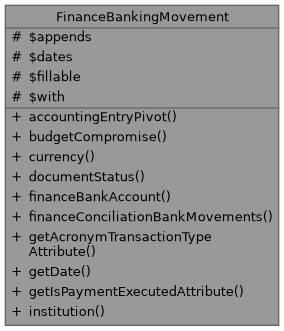 FinanceBankingMovement
# $appends
# $dates
# $fillable
# $with
+ accountingEntryPivot()
+ budgetCompromise()
+ currency()
+ documentStatus()
+ financeBankAccount()
+ financeConciliationBankMovements()
+ getAcronymTransactionType
Attribute()
+ getDate()
+ getIsPaymentExecutedAttribute()
+ institution()